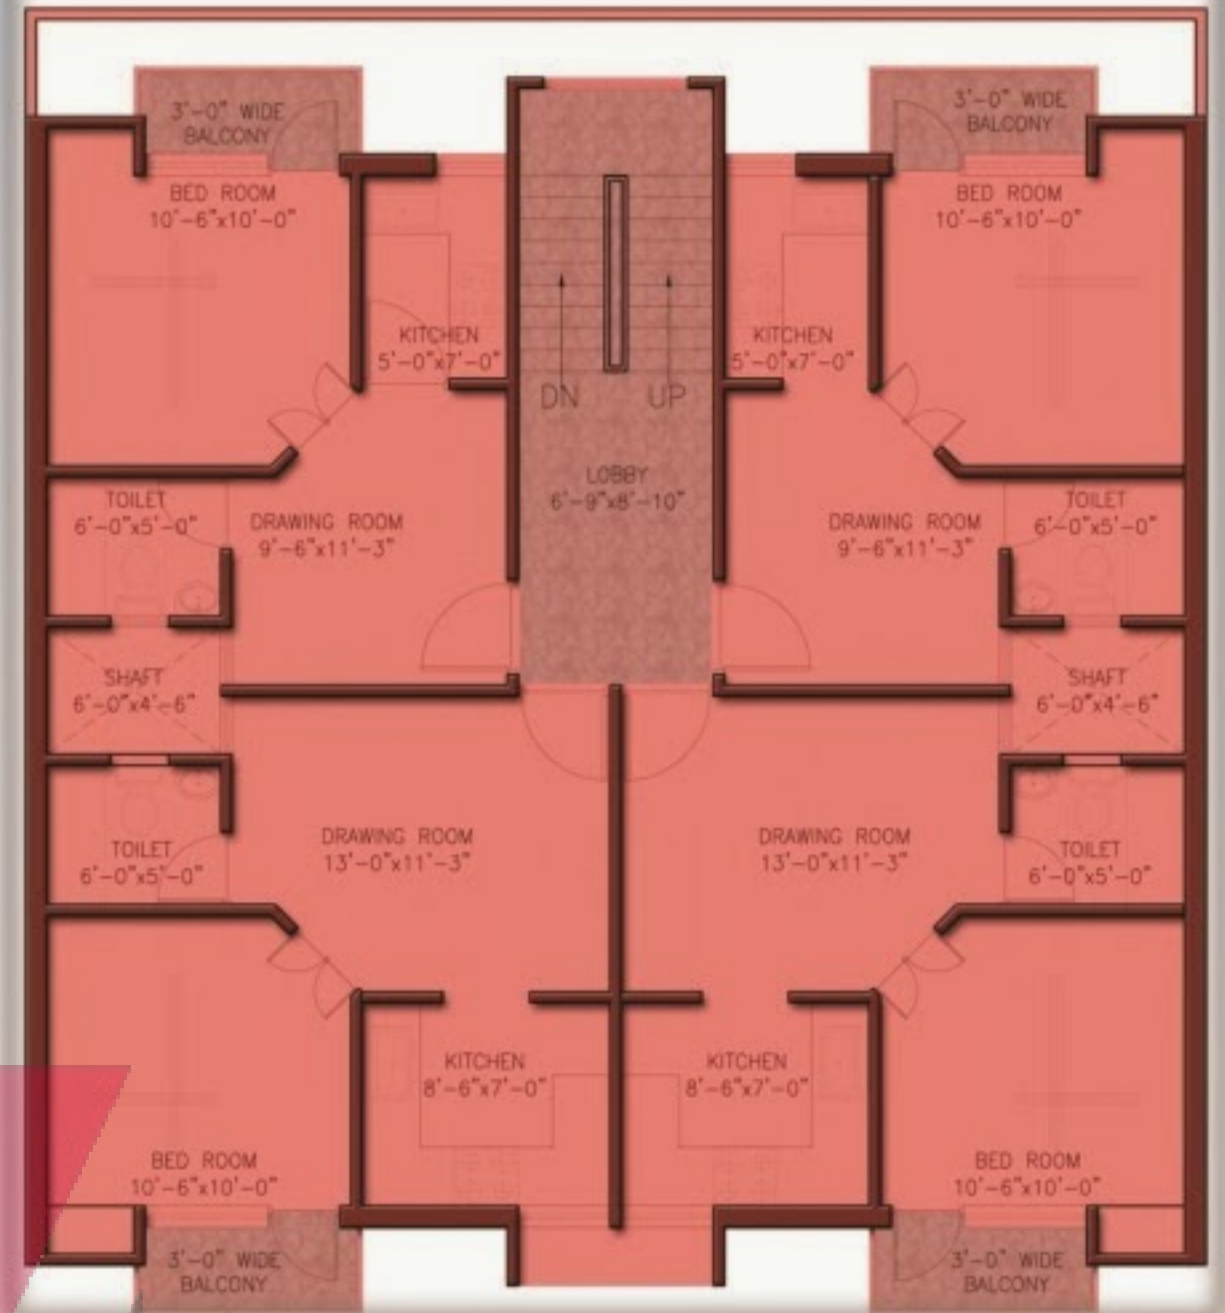 3'-0" WIDE
BALCONY
3'-0" WIDE
BALCONY
BED ROOM
10'-6"x10'-0"
BED ROOM
10'-6"x10'-0"
KITCHEN
5'-0"x7'-0"
KITCHEN
5'-0"x7'-0"
DN
UP
LOBBY
6'-9"x8'-10"
TOILET
6'-0"x5'-0"
DRAWING ROOM
9'-6"x11'-3"
DRAWING ROOM
9'-6"x11'-3"
TOILET
6'-0"x5'-0"
SHAFT
6'-0"x4'-6"
SHAFT
6'-0"x4'-6"
TOILET
6'-0"x5'-0"
DRAWING ROOM
13'-0"x11'-3"
DRAWING ROOM
13'-0"x11'-3"
TOILET
6'-0"x5'-0"
KITCHEN
8'-6"x7'-0"
KITCHEN
8'-6"x7'-0"
BED ROOM
10'-6"x10'-0"
BED ROOM
10'-6"x10'-0"
3'-0" WIDE
BALCONY
3'-0" WIDE
BALCONY